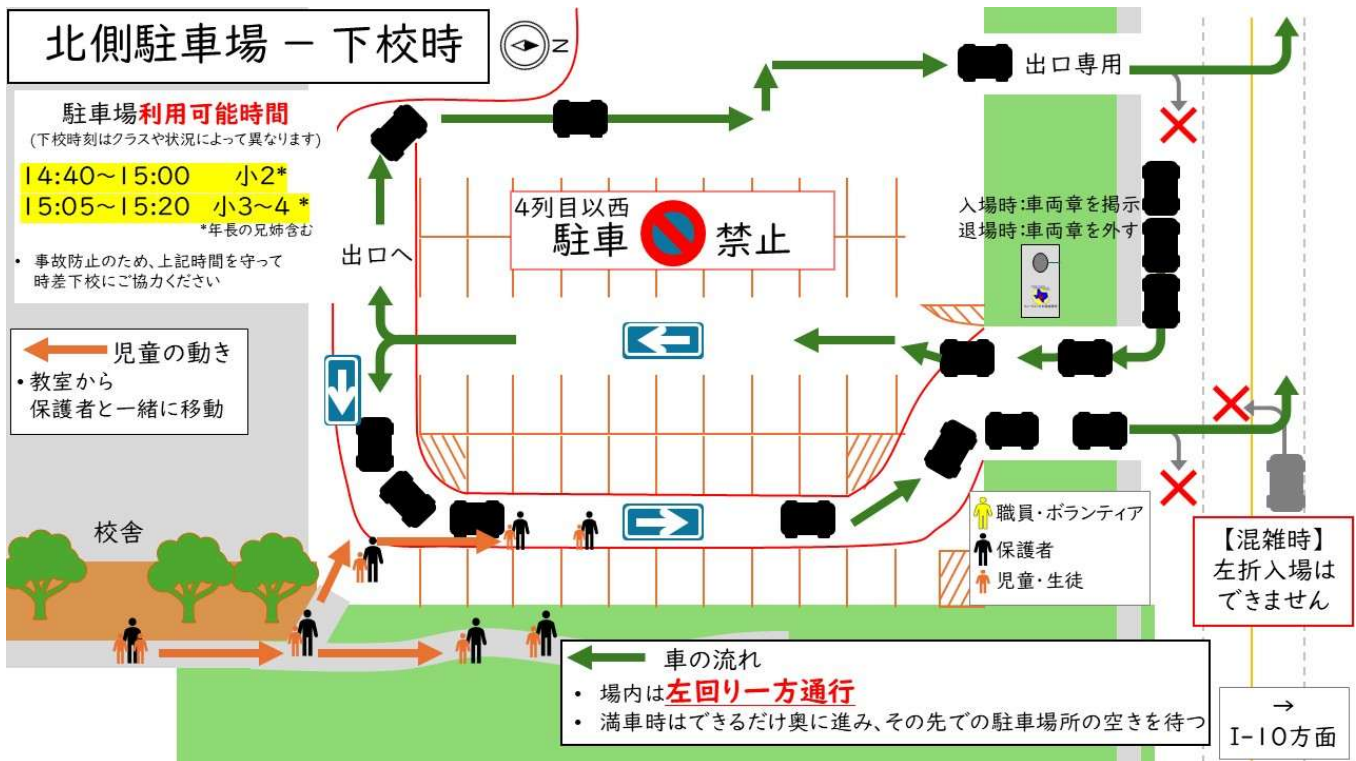 北側駐車場 － 下校時
N
駐車場利用可能時間
(下校時刻はクラスや状況によって異なります)
14:40～15:00 小2*
15:05～15:20 小3～4 *
*年長の兄姉含む
• 事故防止のため、上記時間を守って
時差下校にご協力ください
児童の動き
• 教室から
保護者と一緒に移動
校舎
出口へ
4列目以西
駐車 禁止
出口専用
入場時：車両章を掲示
退場時：車両章を外す
職員・ボランティア
保護者
児童・生徒
【混雑時】
左折入場は
できません
車の流れ
• 場内は左回り一方通行
• 満車時はできるだけ奥に進み、その先での駐車場所の空きを待つ
→
I-10方面